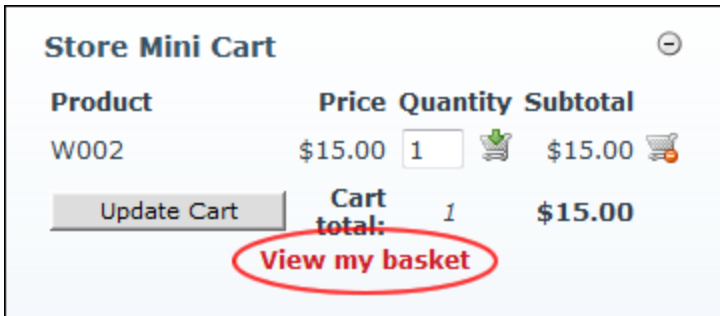 Store Mini Cart
Product Price Quantity Subtotal
W002 $15.00 1 $15.00
Update Cart Cart total: 1 $15.00
View my basket